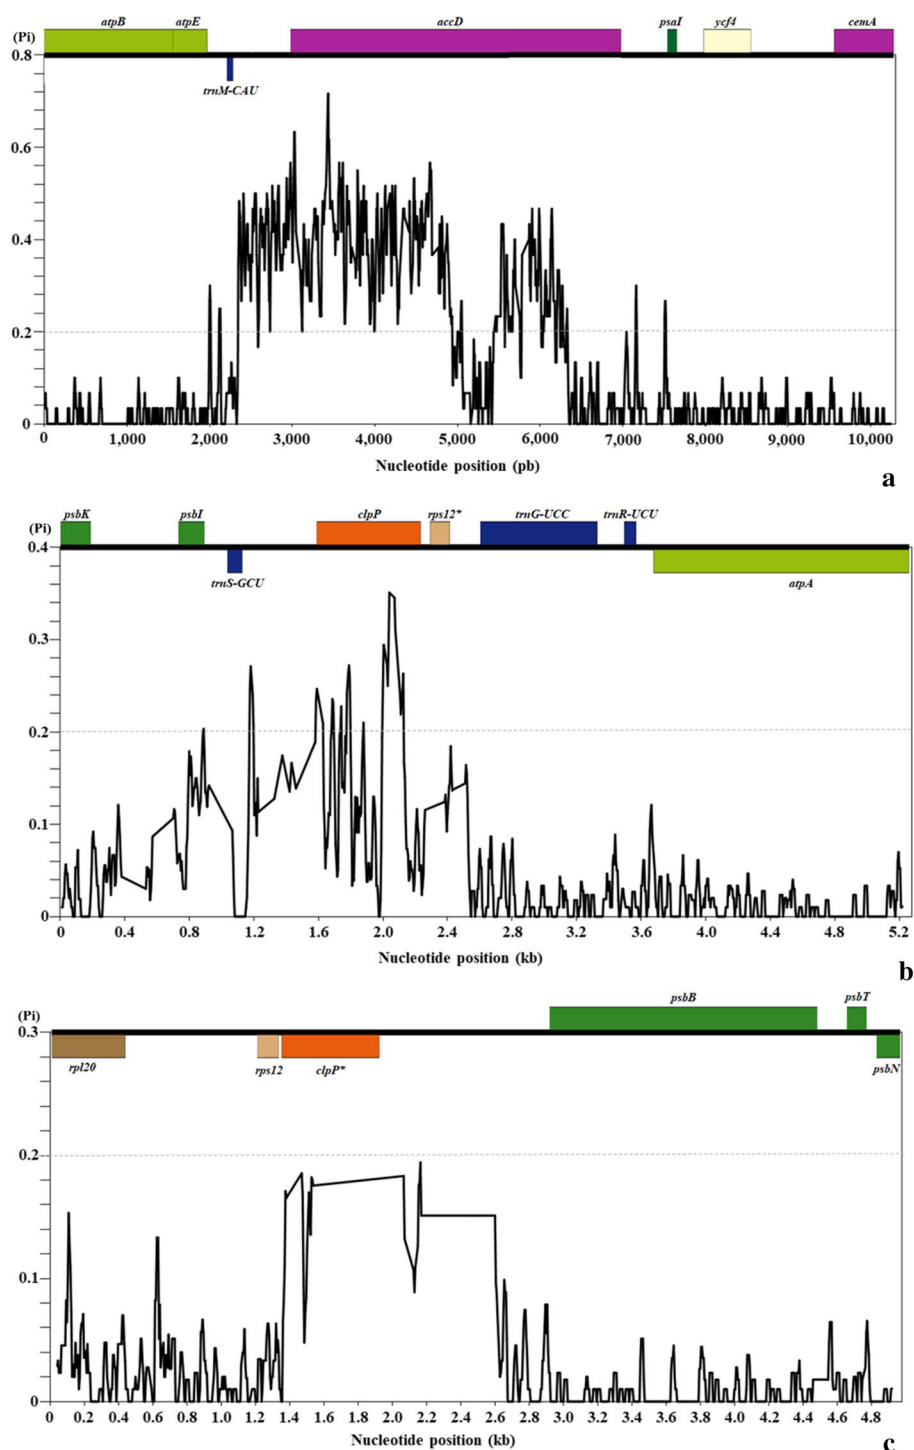 atpB atpE accD psaI ycf4 cemA
(Pi)
0.8
trnM-CAU
0.6
0.4
0.2
0
0 1,000 2,000 3,000 4,000 5,000 6,000 7,000 8,000 9,000 10,000
Nucleotide position (pb)
a
psbK psbI clpP rps12* trnG-UCC trnR-UCU
(Pi)
0.4
trnS-GCU atpA
0.3
0.2
0.1
0
0 0.4 0.8 1.2 1.6 2.0 2.4 2.8 3.2 3.6 4.0 4.4 4.8 5.2
Nucleotide position (kb)
b
psbB psbT
(Pi)
0.3
rpl20 rps12 clpP* psbN
0.2
0.1
0
0 0.2 0.4 0.6 0.8 1.0 1.2 1.4 1.6 1.8 2.0 2.2 2.4 2.6 2.8 3.0 3.2 3.4 3.6 3.8 4.0 4.2 4.4 4.6 4.8
Nucleotide position (kb)
c